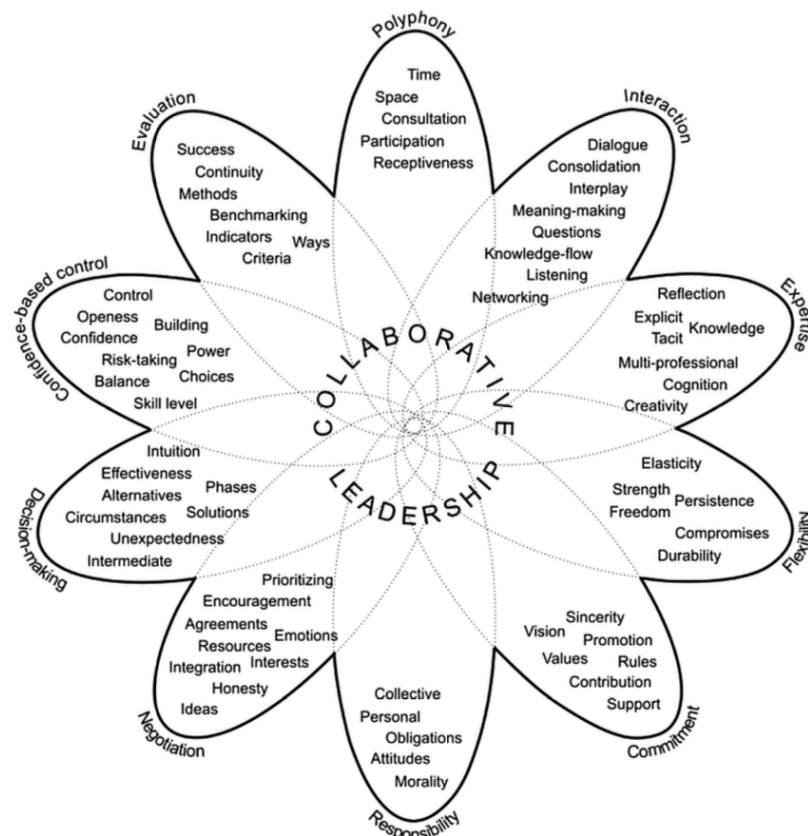 Polyphony
Time
Space
Consultation
Participation
Receptiveness
Interaction
Dialogue
Consolidation
Interplay
Meaning-making
Questions
Knowledge-flow
Listening
Networking
Expertise
Reflection
Explicit
Tacit
Knowledge
Multi-professional
Cognition
Creativity
Flexibility
Elasticity
Strength
Freedom
Persistence
Compromises
Durability
Commitment
Sincerity
Vision
Promotion
Values
Rules
Contribution
Support
Responsibility
Collective
Personal
Obligations
Attitudes
Morality
Negotiation
Prioritizing
Encouragement
Agreements
Emotions
Resources
Integration
Interests
Honesty
Ideas
Decision-making
Intuition
Effectiveness
Alternatives
Phases
Circumstances
Solutions
Unexpectedness
Intermediate
Confidence-based control
Control
Openess
Building
Confidence
Risk-taking
Power
Balance
Choices
Skill level
Evaluation
Success
Continuity
Methods
Benchmarking
Indicators
Ways
Criteria
COLLABORATIVE
LEADERSHIP